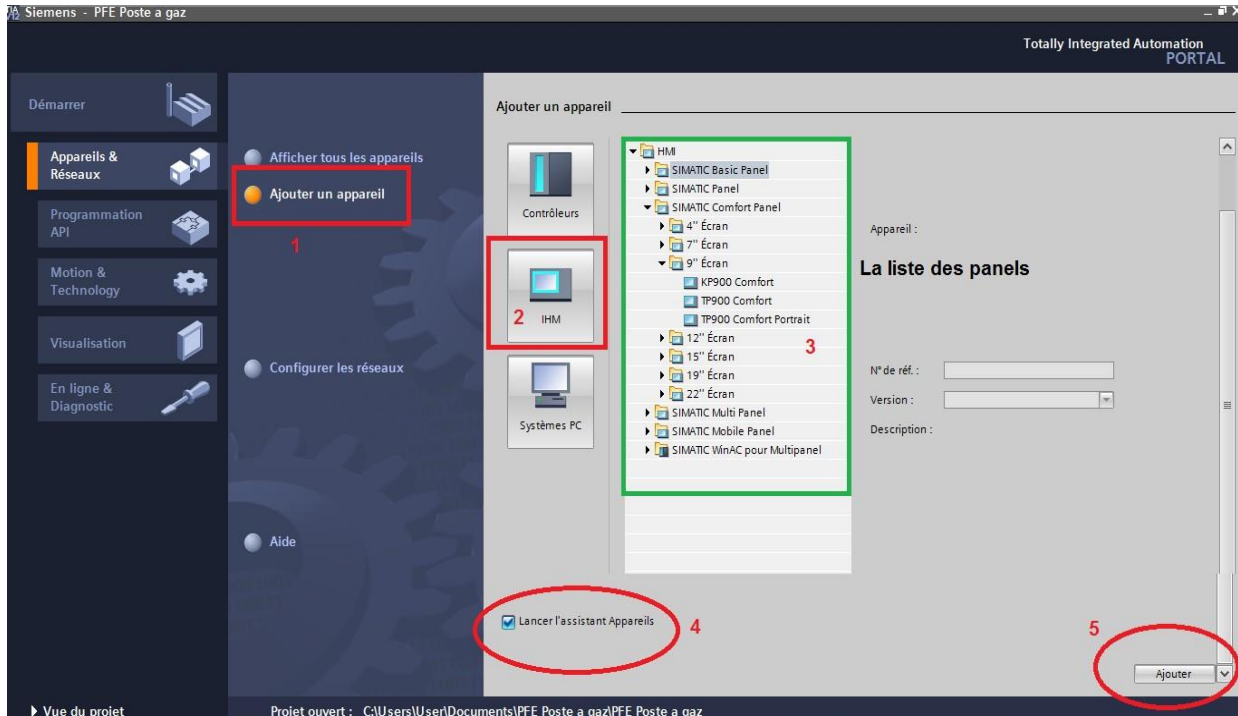 Siemens - PFE Poste a gaz
Totally Integrated Automation
PORTAL
Démarrer
Appareils &
Réseaux
Programmation
API
Motion &
Technology
Visualisation
En ligne &
Diagnostic
Afficher tous les appareils
Ajouter un appareil
1
Configurer les réseaux
Aide
Ajouter un appareil
Contrôleurs
2
IHM
Systèmes PC
HMI
SIMATIC Basic Panel
SIMATIC Panel
SIMATIC Comfort Panel
4'' Écran
7'' Écran
9'' Écran
KP900 Comfort
TP900 Comfort
TP900 Comfort Portrait
12'' Écran
15'' Écran
19'' Écran
22'' Écran
SIMATIC Multi Panel
SIMATIC Mobile Panel
SIMATIC WinAC pour Multipanel
3
Appareil :
La liste des panels
N° de réf. :
Version :
Description :
Lancer l'assistant Appareils
4
5
Ajouter
Vue du projet
Projet ouvert : C:\Users\User\Documents\PFE Poste a gaz\PFE Poste a gaz